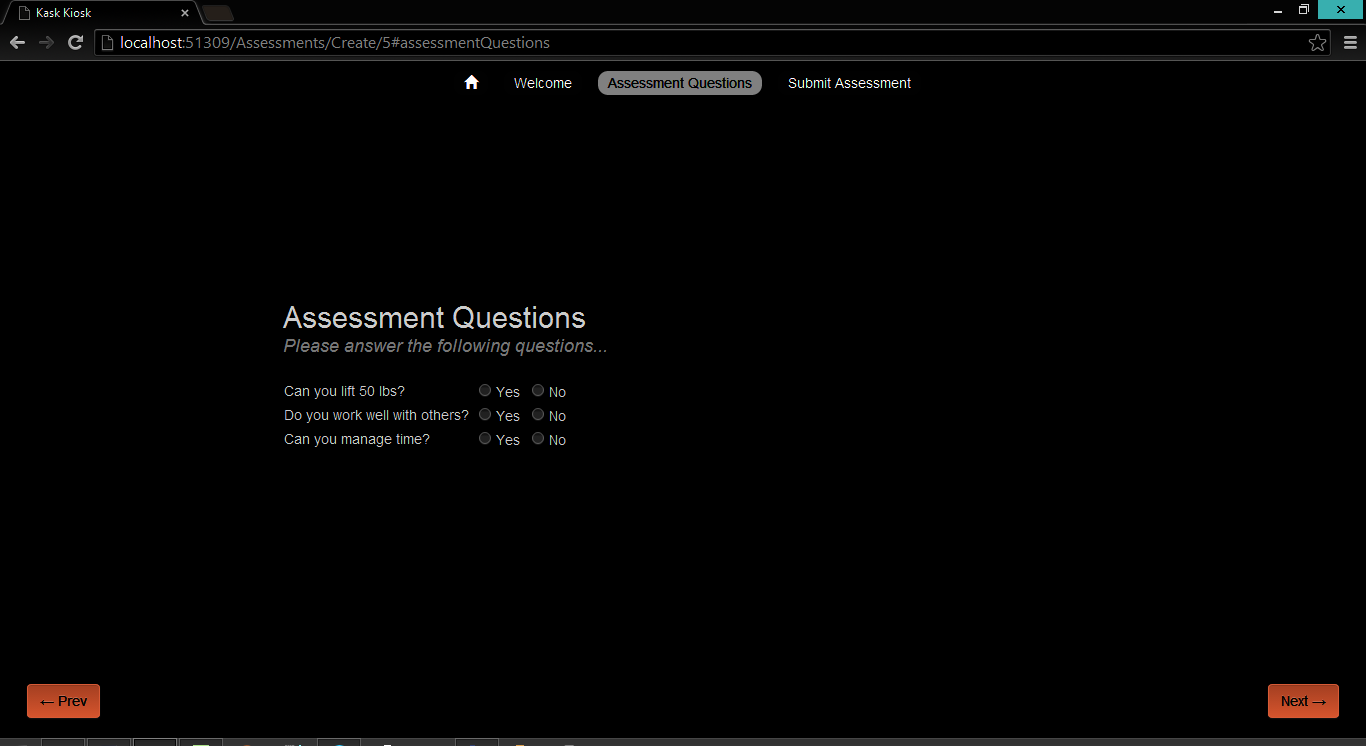 Kask Kiosk
localhost:51309/Assessments/Create/5#assessmentQuestions
Welcome Assessment Questions Submit Assessment
Assessment Questions
Please answer the following questions...
Can you lift 50 lbs? Yes No
Do you work well with others? Yes No
Can you manage time? Yes No
← Prev Next →